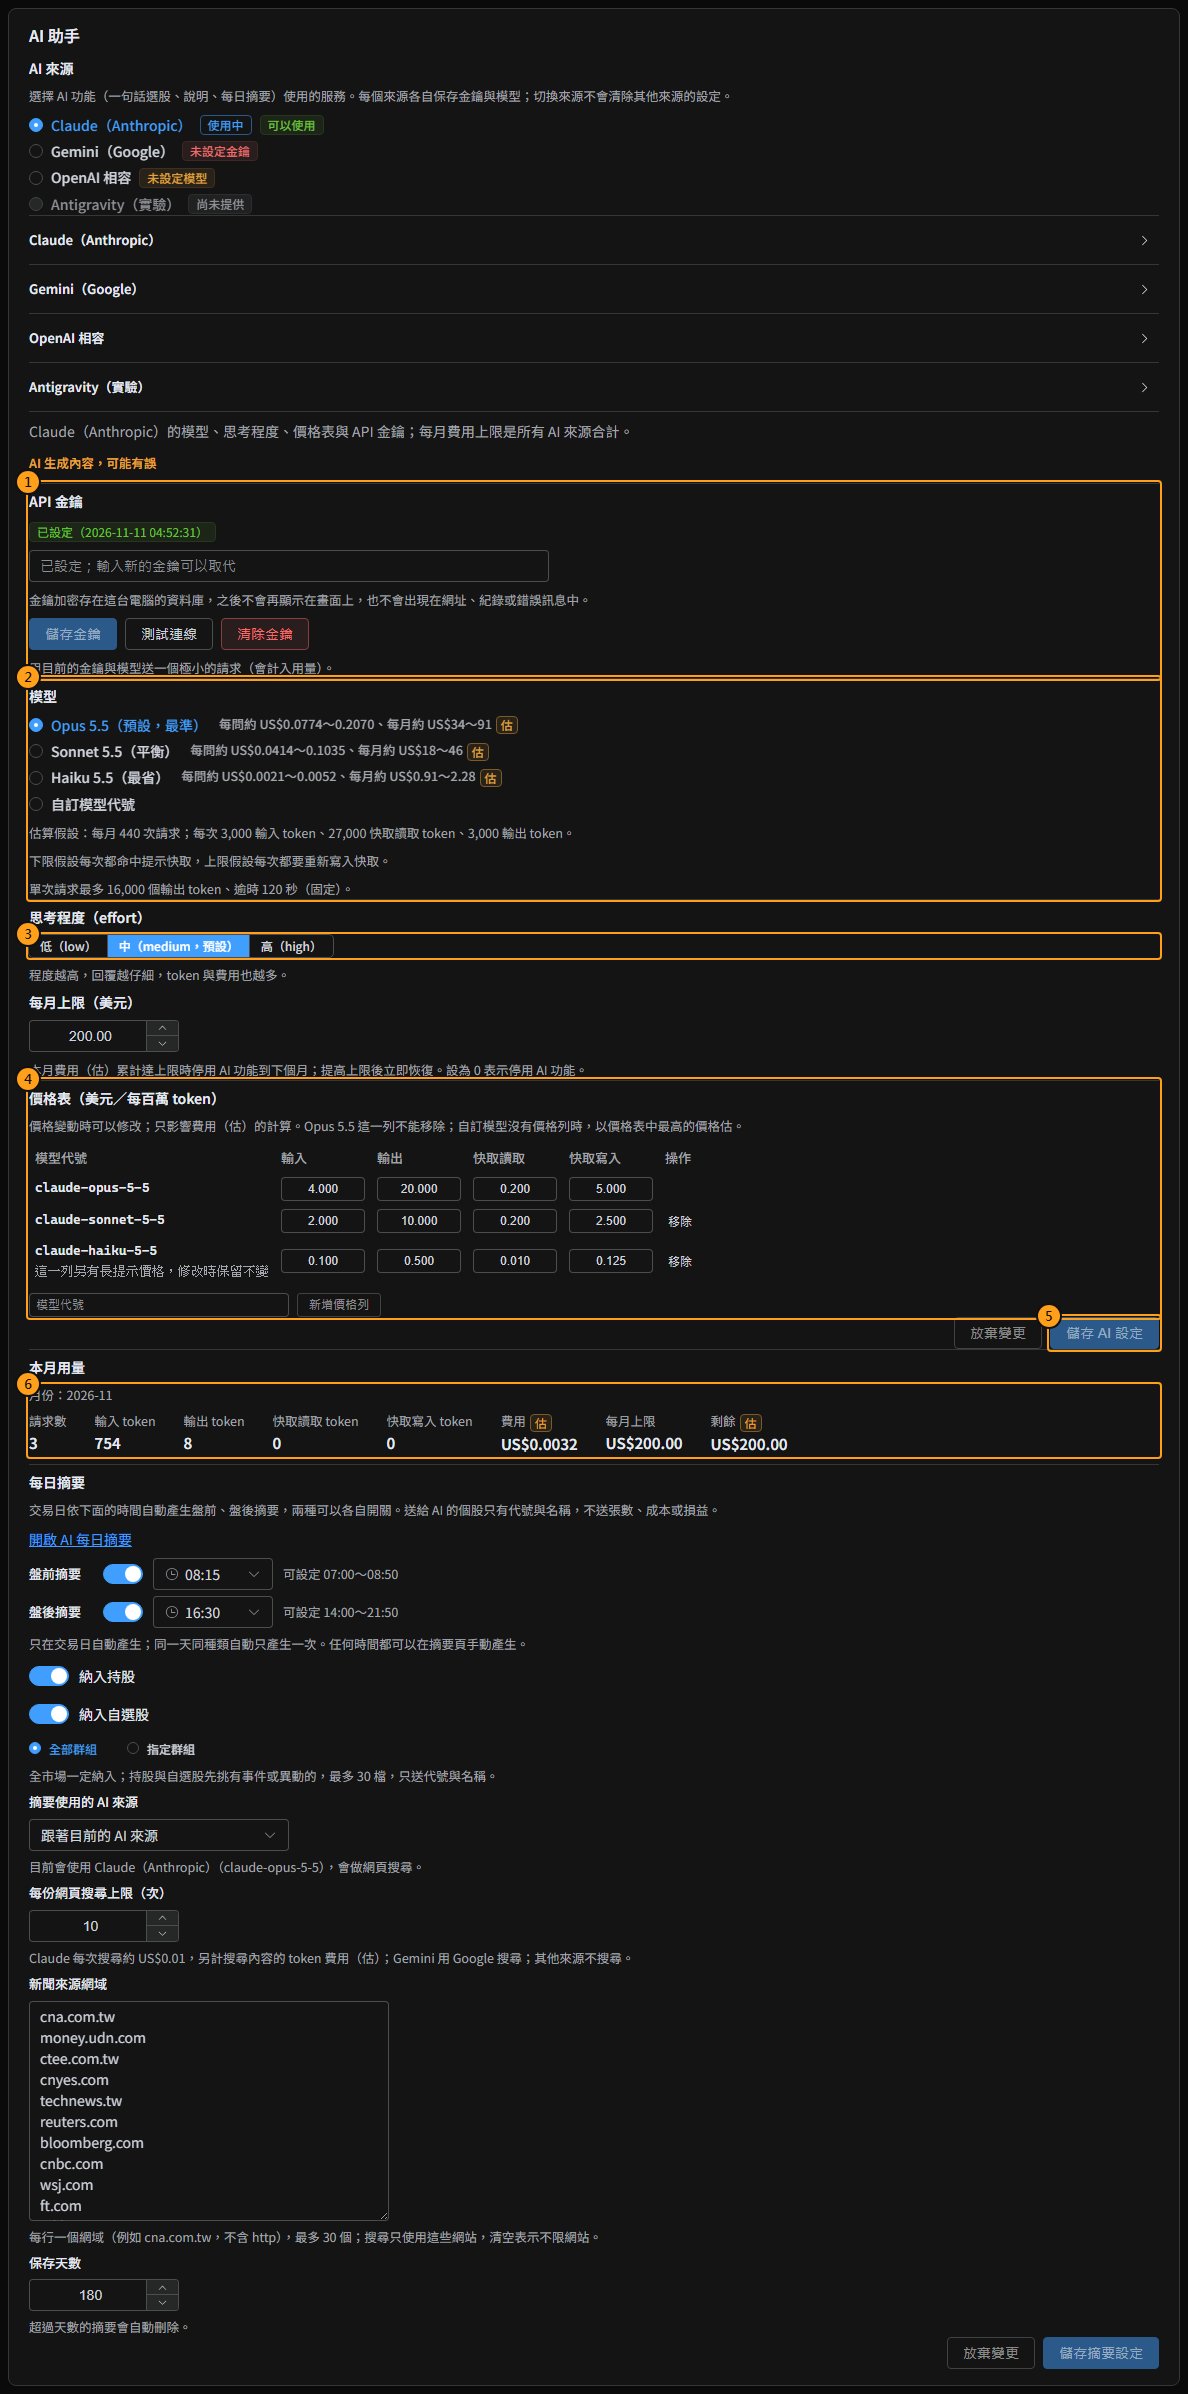 AI 助手
AI 來源
選擇 AI 功能（一句話選股、說明、每日摘要）使用的服務。每個來源各自保存金鑰與模型；切換來源不會清除其他來源的設定。
Claude（Anthropic） 使用中 可以使用
Gemini（Google） 未設定金鑰
OpenAI 相容 未設定模型
Antigravity（實驗） 尚未提供
Claude（Anthropic）
Gemini（Google）
OpenAI 相容
Antigravity（實驗）
Claude（Anthropic）的模型、思考程度、價格表與 API 金鑰；每月費用上限是所有 AI 來源合計。
AI 生成內容，可能有誤
1
API 金鑰
已設定（2026-11-11 04:52:31）
已設定；輸入新的金鑰可以取代
金鑰加密存在這台電腦的資料庫，之後不會再顯示在畫面上，也不會出現在網址、紀錄或錯誤訊息中。
儲存金鑰 測試連線 清除金鑰
目前的金鑰與模型送一個極小的請求（會計入用量）。
2
模型
Opus 5.5（預設，最準） 每問約 US$0.0774～0.2070、每月約 US$34～91 估
Sonnet 5.5（平衡） 每問約 US$0.0414～0.1035、每月約 US$18～46 估
Haiku 5.5（最省） 每問約 US$0.0021～0.0052、每月約 US$0.91～2.28 估
自訂模型代號
估算假設：每月 440 次請求；每次 3,000 輸入 token、27,000 快取讀取 token、3,000 輸出 token。
下限假設每次都命中提示快取，上限假設每次都要重新寫入快取。
單次請求最多 16,000 個輸出 token、逾時 120 秒（固定）。
思考程度（effort）
3
低（low） 中（medium，預設） 高（high）
程度越高，回覆越仔細，token 與費用也越多。
每月上限（美元）
200.00
本月費用（估）累計達上限時停用 AI 功能到下個月；提高上限後立即恢復。設為 0 表示停用 AI 功能。
4
價格表（美元／每百萬 token）
價格變動時可以修改；只影響費用（估）的計算。Opus 5.5 這一列不能移除；自訂模型沒有價格列時，以價格表中最高的價格估。
模型代號 輸入 輸出 快取讀取 快取寫入 操作
claude-opus-5-5 4.000 20.000 0.200 5.000
claude-sonnet-5-5 2.000 10.000 0.200 2.500 移除
claude-haiku-5-5 0.100 0.500 0.010 0.125 移除
這一列另有長提示價格，修改時保留不變
模型代號 新增價格列
5
放棄變更 儲存 AI 設定
本月用量
6
月份：2026-11
請求數 輸入 token 輸出 token 快取讀取 token 快取寫入 token 費用 估 每月上限 剩餘 估
3 754 8 0 0 US$0.0032 US$200.00 US$200.00
每日摘要
交易日依下面的時間自動產生盤前、盤後摘要，兩種可以各自開關。送給 AI 的個股只有代號與名稱，不送張數、成本或損益。
開啟 AI 每日摘要
盤前摘要 08:15 可設定 07:00～08:50
盤後摘要 16:30 可設定 14:00～21:50
只在交易日自動產生；同一天同種類自動只產生一次。任何時間都可以在摘要頁手動產生。
納入持股
納入自選股
全部群組 指定群組
全市場一定納入；持股與自選股先挑有事件或異動的，最多 30 檔，只送代號與名稱。
摘要使用的 AI 來源
跟著目前的 AI 來源
目前會使用 Claude（Anthropic）（claude-opus-5-5），會做網頁搜尋。
每份網頁搜尋上限（次）
10
Claude 每次搜尋約 US$0.01，另計搜尋內容的 token 費用（估）；Gemini 用 Google 搜尋；其他來源不搜尋。
新聞來源網域
cna.com.tw
money.udn.com
ctee.com.tw
cnyes.com
technews.tw
reuters.com
bloomberg.com
cnbc.com
wsj.com
ft.com
每行一個網域（例如 cna.com.tw，不含 http），最多 30 個；搜尋只使用這些網站，清空表示不限網站。
保存天數
180
超過天數的摘要會自動刪除。
放棄變更 儲存摘要設定